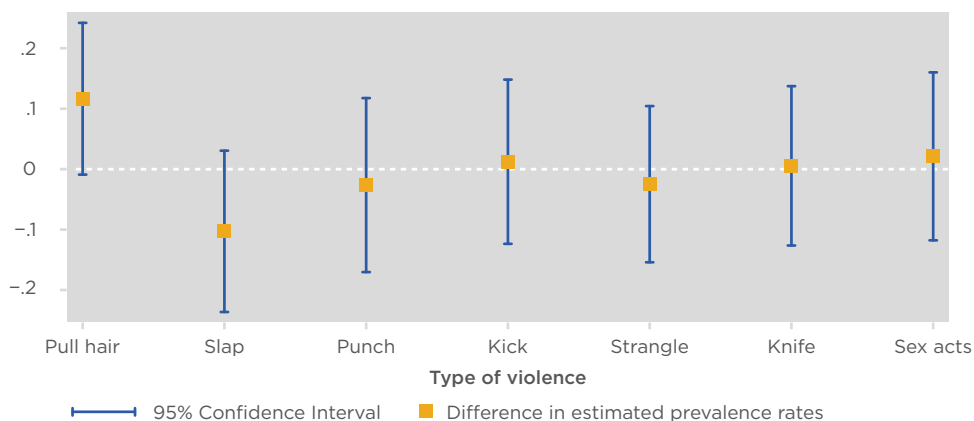 .2
.1
0
−.1
−.2
Pull hair Slap Punch Kick Strangle Knife Sex acts
Type of violence
95% Confidence Interval Difference in estimated prevalence rates